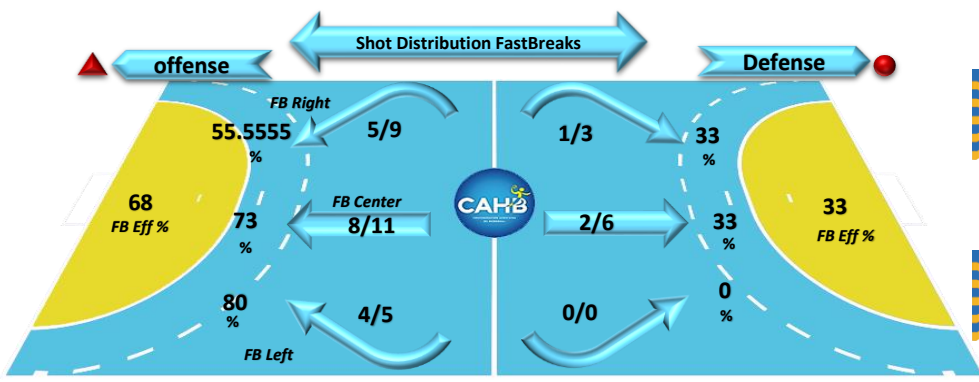 Shot Distribution FastBreaks
offense
Defense
FB Right
55.5555
%
5/9
1/3
33
%
68
FB Eff %
73
%
FB Center
8/11
CAHB
2/6
33
%
33
FB Eff %
80
%
4/5
0/0
0
%
FB Left